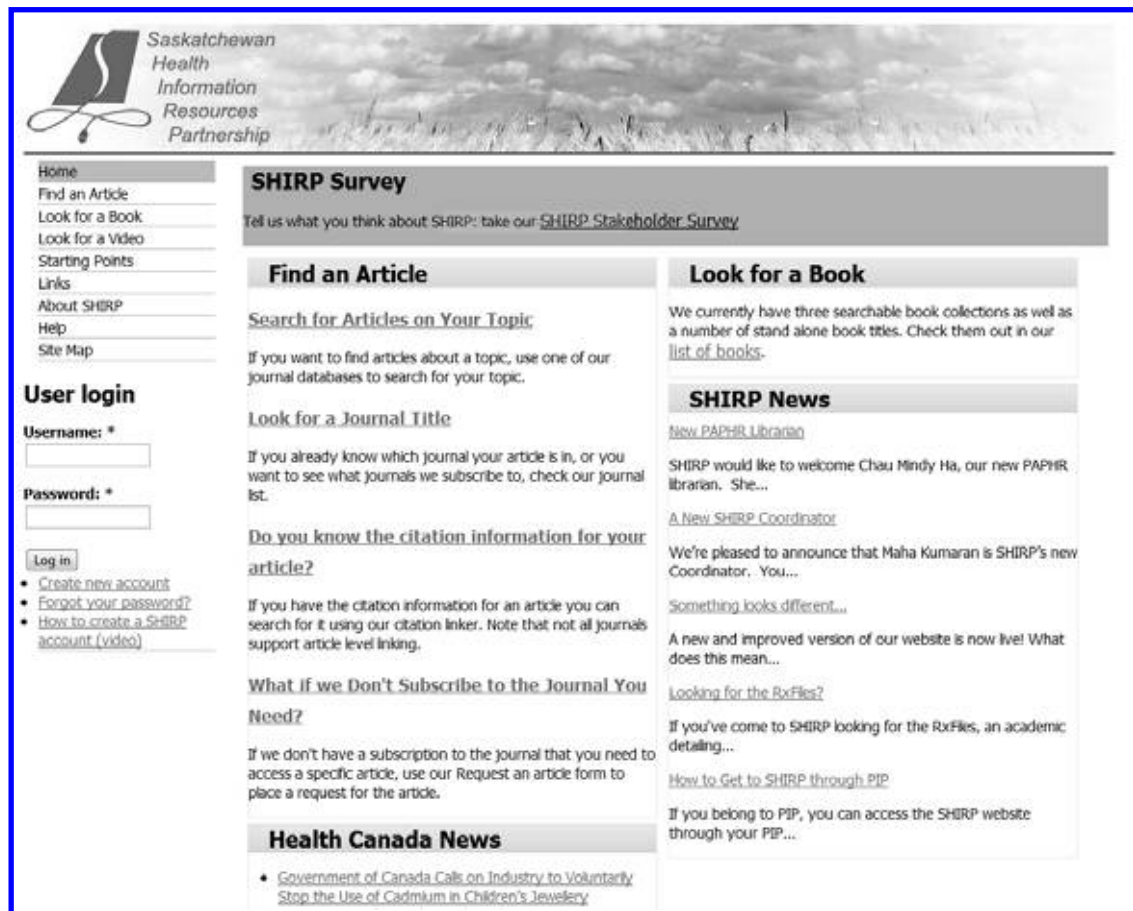 Saskatchewan
Health
Information
Resources
Partnership
Home
Find an Article
Look for a Book
Look for a Video
Starting Points
Links
About SHIRP
Help
Site Map
User login
Username: *
Password: *
Log in
Create new account
Forgot your password?
How to create a SHIRP
account (video)
SHIRP Survey
Tell us what you think about SHIRP: take our SHIRP Stakeholder Survey
Find an Article
Search for Articles on Your Topic
If you want to find articles about a topic, use one of our
journal databases to search for your topic.
Look for a Journal Title
If you already know which journal your article is in, or you
want to see what journals we subscribe to, check our journal
list.
Do you know the citation information for your
article?
If you have the citation information for an article you can
search for it using our citation linker. Note that not all journals
support article level linking.
What if we Don't Subscribe to the Journal You
Need?
If we don't have a subscription to the journal that you need to
access a specific article, use our Request an article form to
place a request for the article.
Health Canada News
Government of Canada Calls on Industry to Voluntarily
Stop the Use of Cadmium in Children's Jewelery
Look for a Book
We currently have three searchable book collections as well as
a number of stand alone book titles. Check them out in our
list of books.
SHIRP News
New PAPHR Librarian
SHIRP would like to welcome Chau Mindy Ha, our new PAPHR
librarian. She...
A New SHIRP Coordinator
We're pleased to announce that Maha Kumaran is SHIRP's new
Coordinator. You...
Something looks different...
A new and improved version of our website is now live! What
does this mean...
Looking for the RxFiles?
If you've come to SHIRP looking for the RxFiles, an academic
detailing...
How to Get to SHIRP through PIP
If you belong to PIP, you can access the SHIRP website
through your PIP...